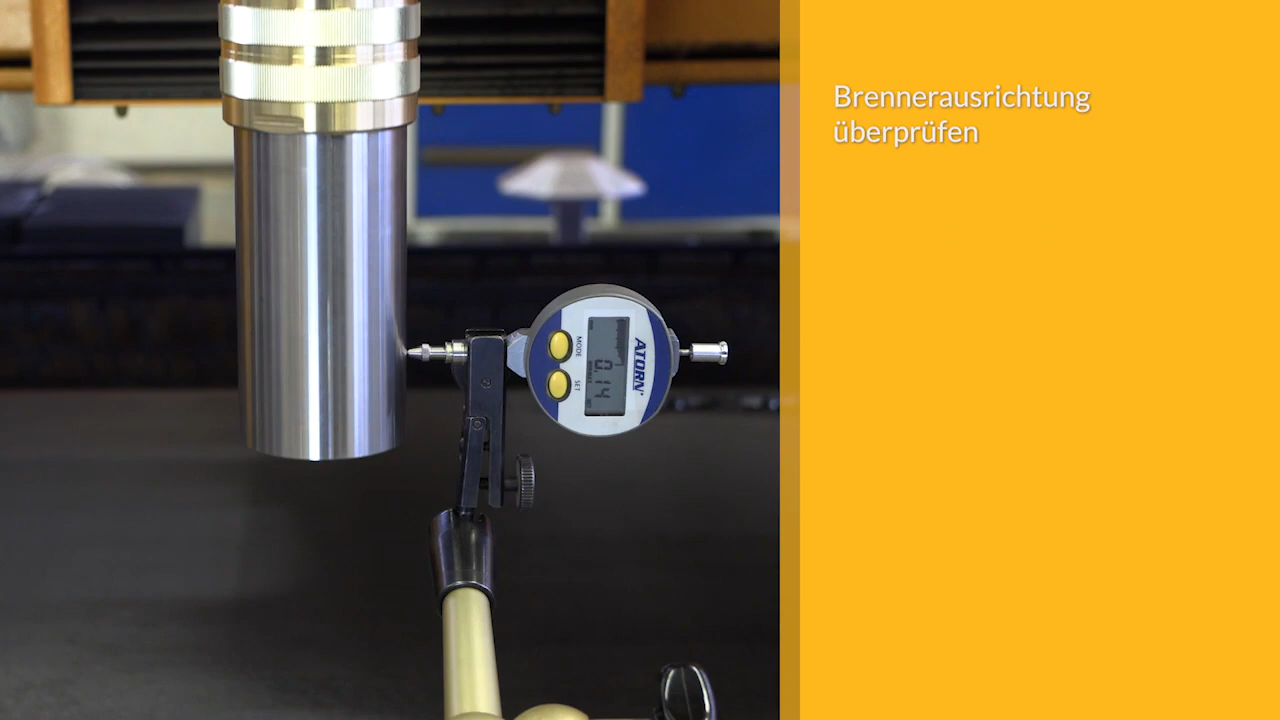 Brennerausrichtung
überprüfen
MODE
SET
0.14
ATORN